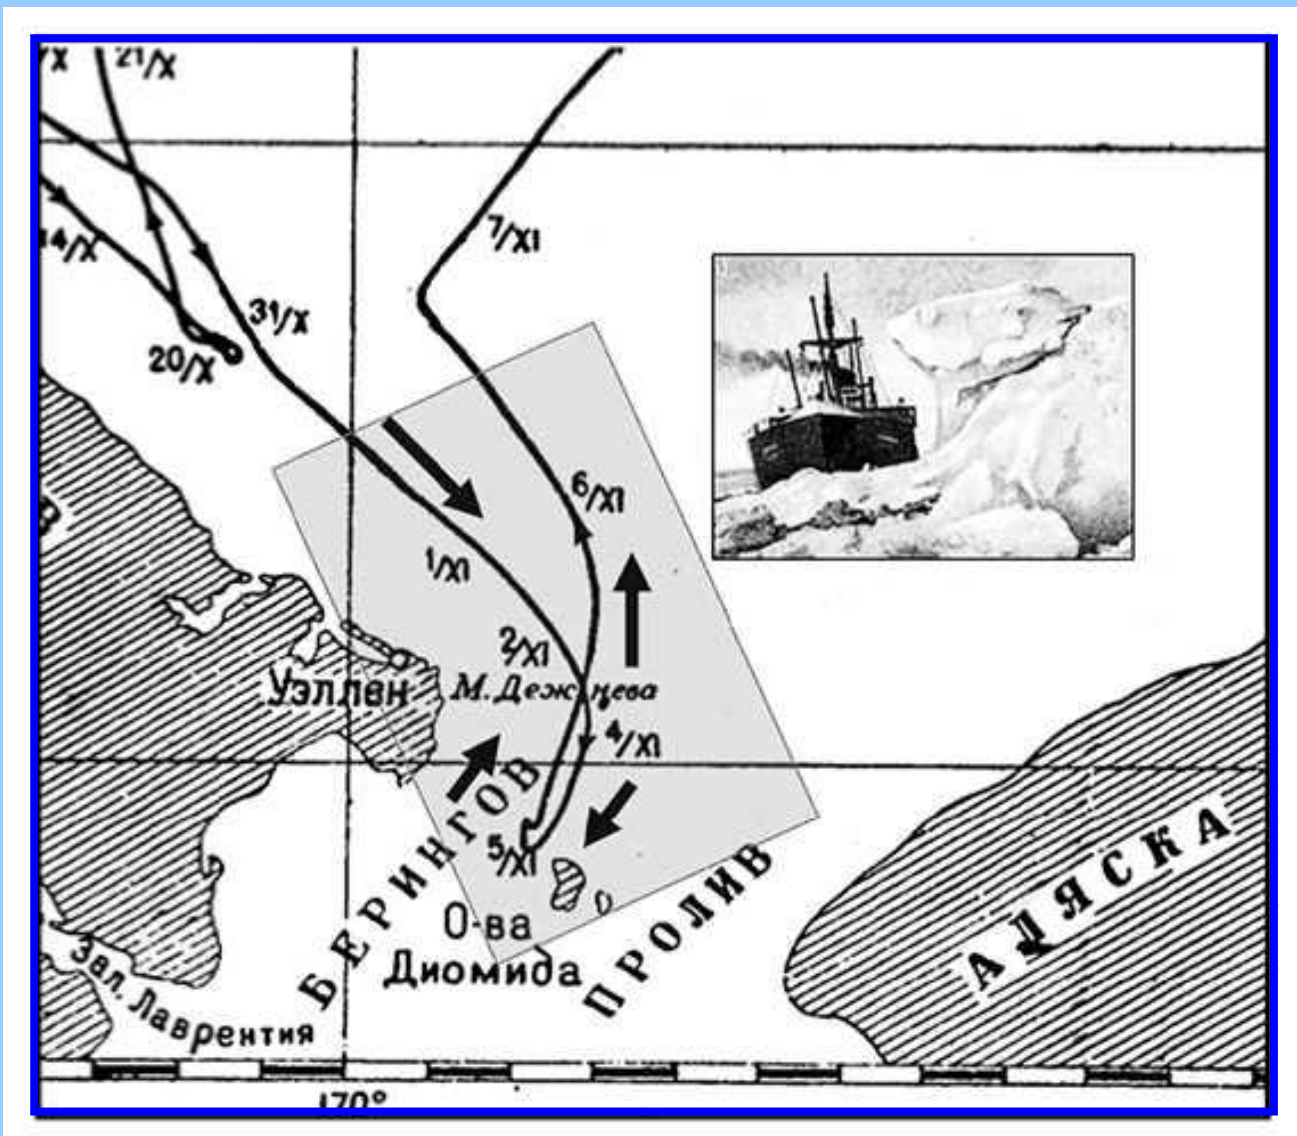 21/X
14/X
20/X
31/X
7/XI
6/XI
1/XI
2/XI
Уэллен
М. Дежнева
4/XI
5/XI
БЕРИНГОВ
ПРОЛИВ
О-ва
Диомида
АЛЯСКА
Зал. Лаврентия
170°